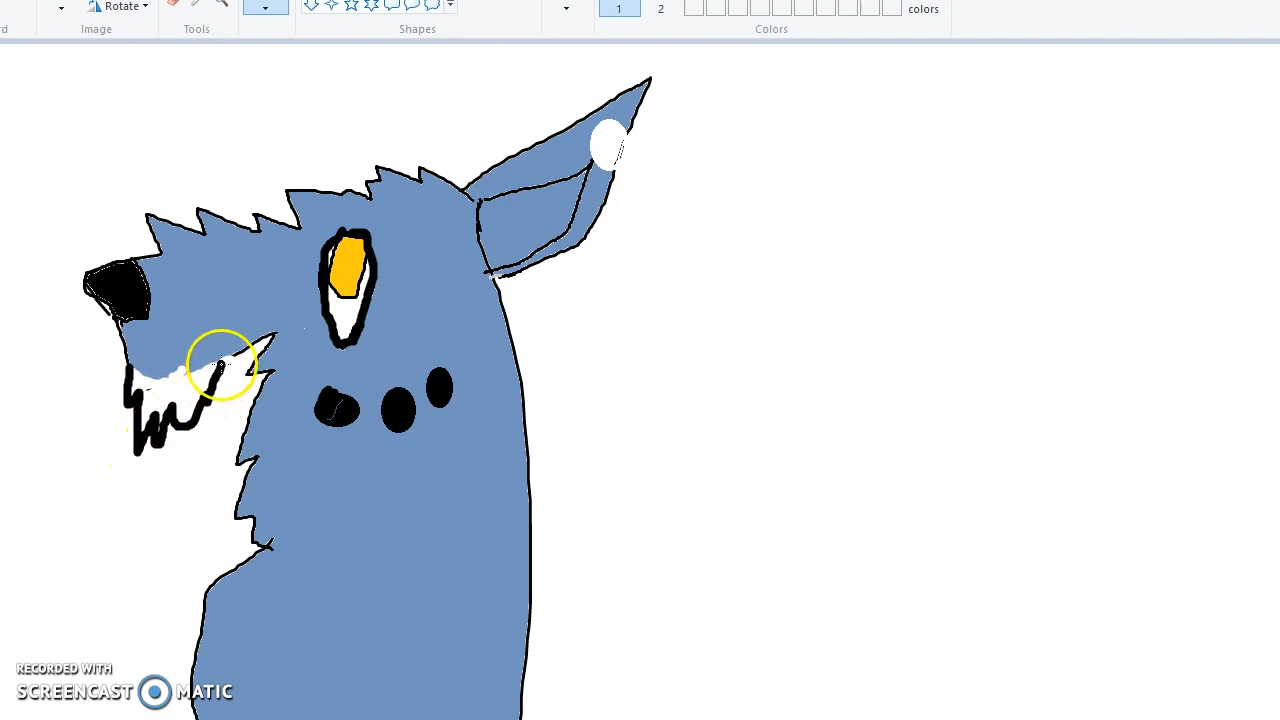 Rotate
1
2
colors
d
Image
Tools
Shapes
Colors
RECORDED WITH
SCREENCAST MATIC